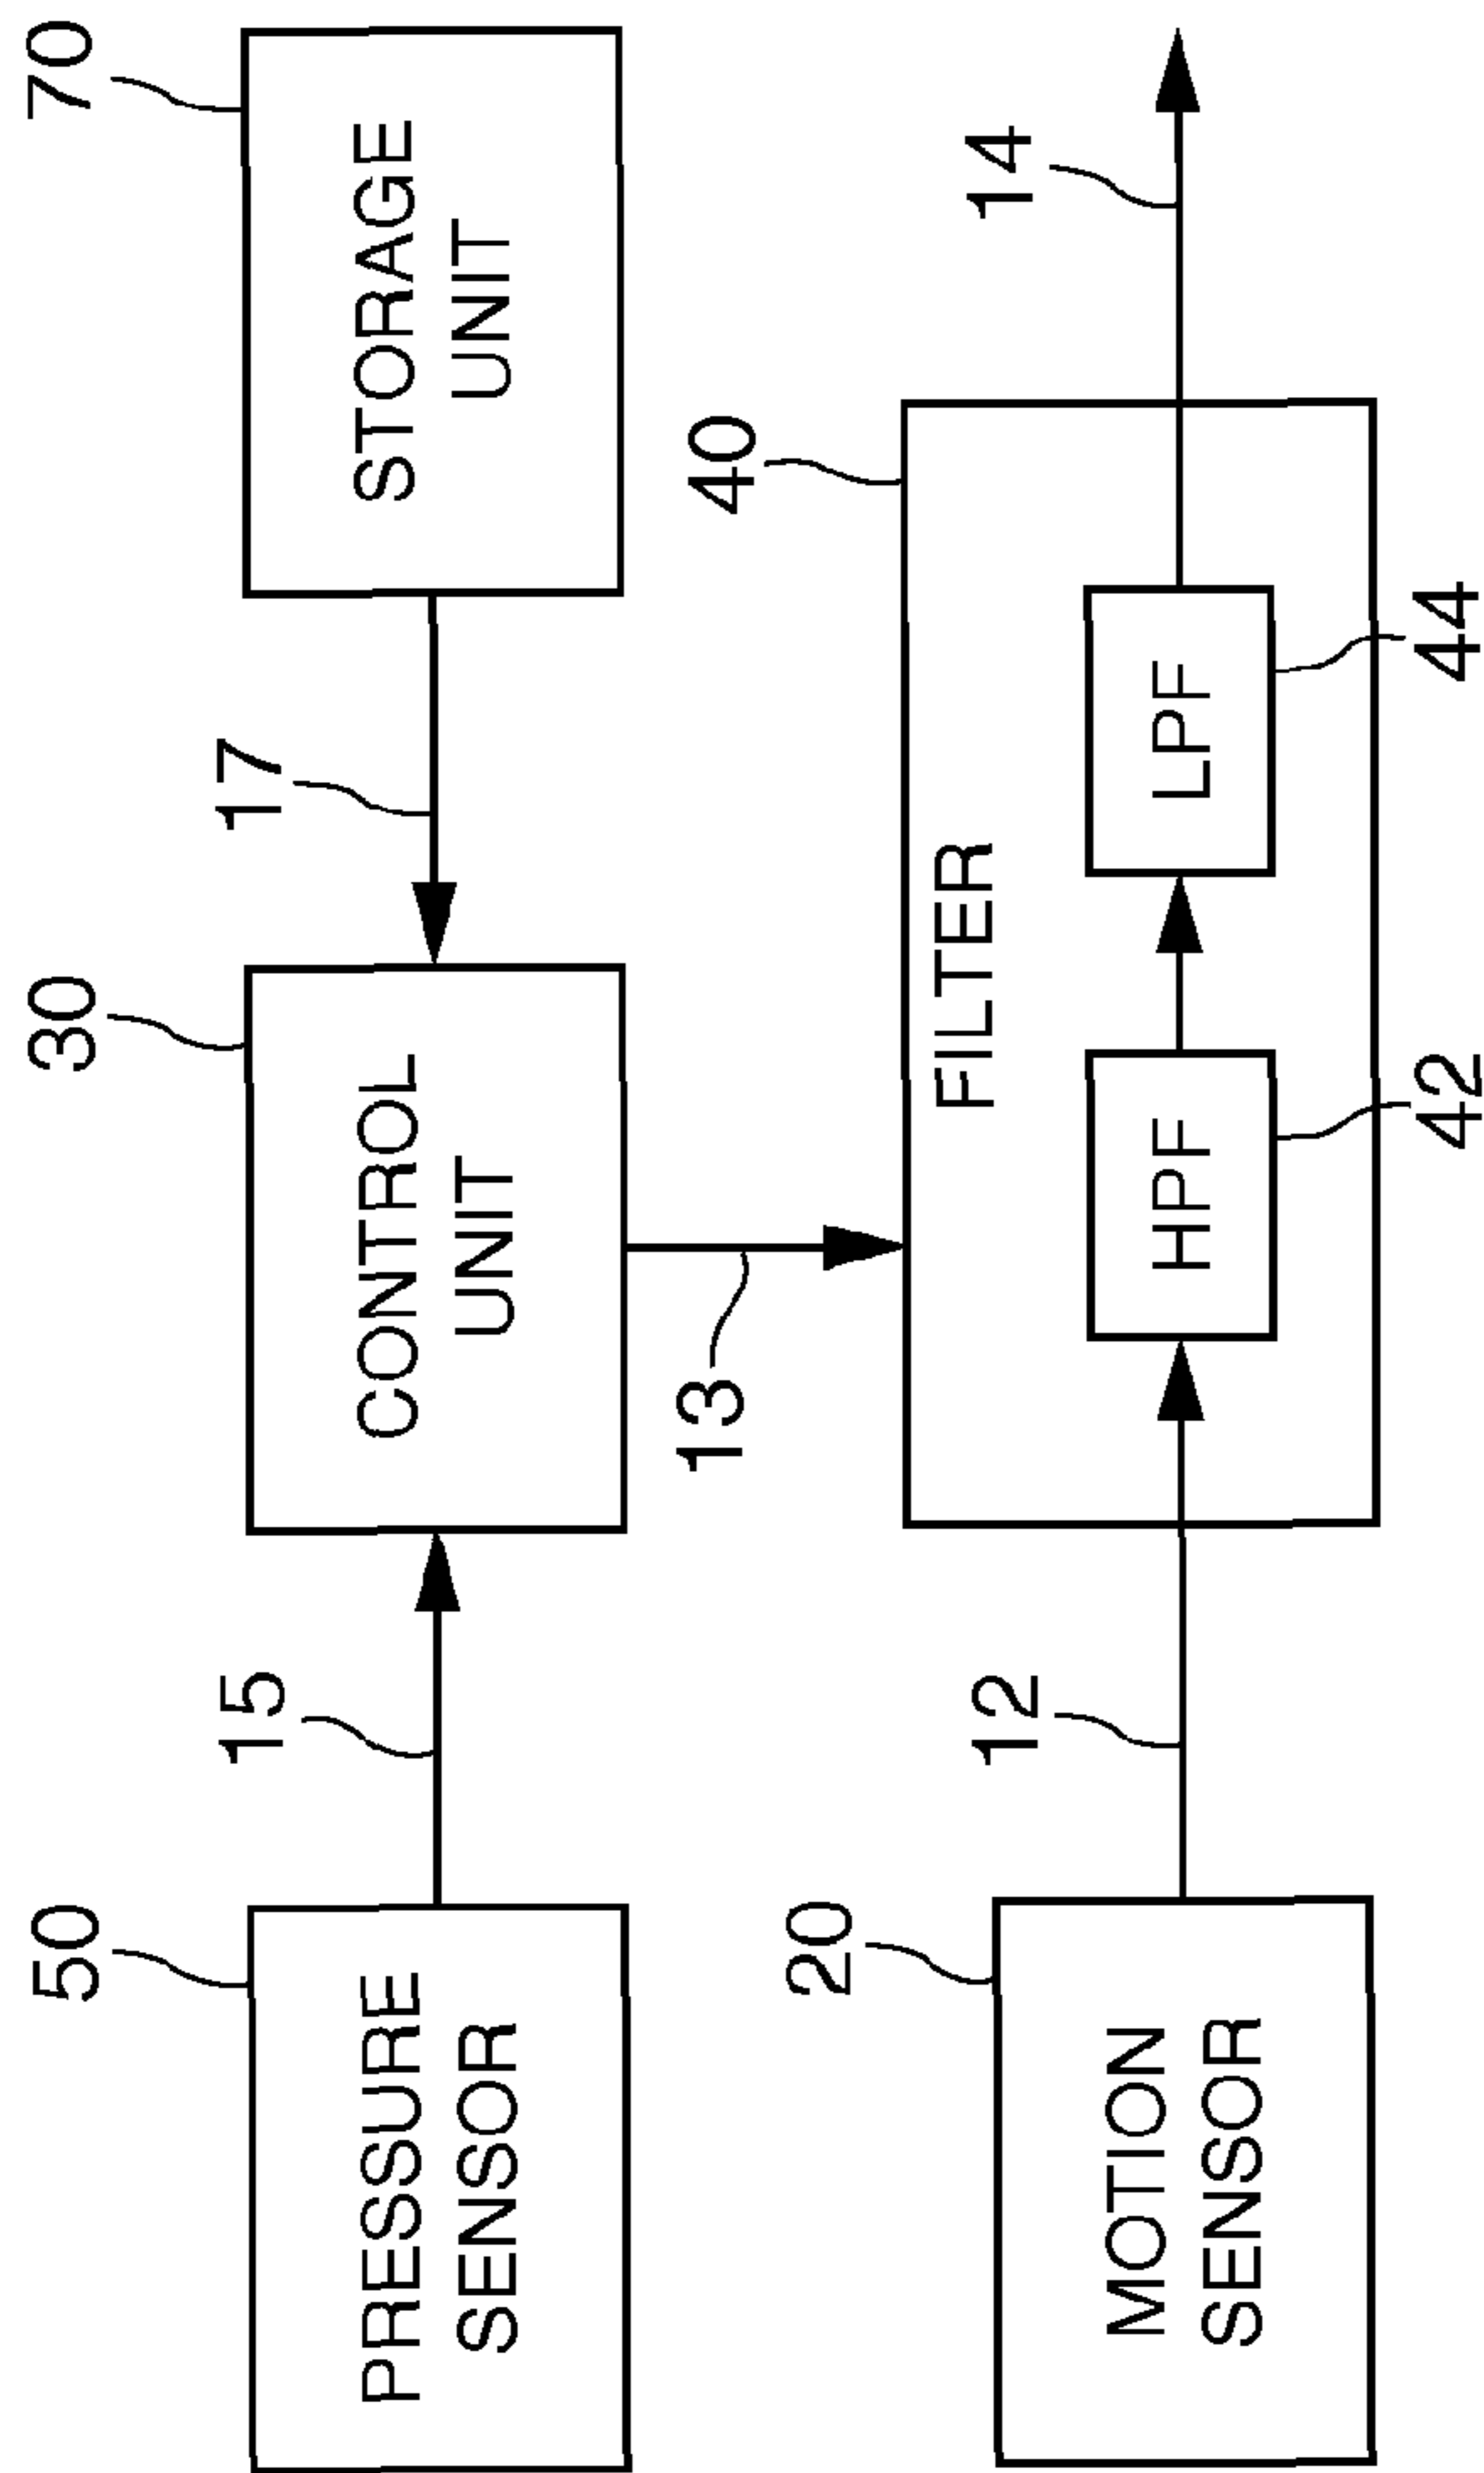 50
30
70
PRESSURE
SENSOR
15
CONTROL
UNIT
17
STORAGE
UNIT
13
40
20
MOTION
SENSOR
12
FILTER
HPF
LPF
14
42
44